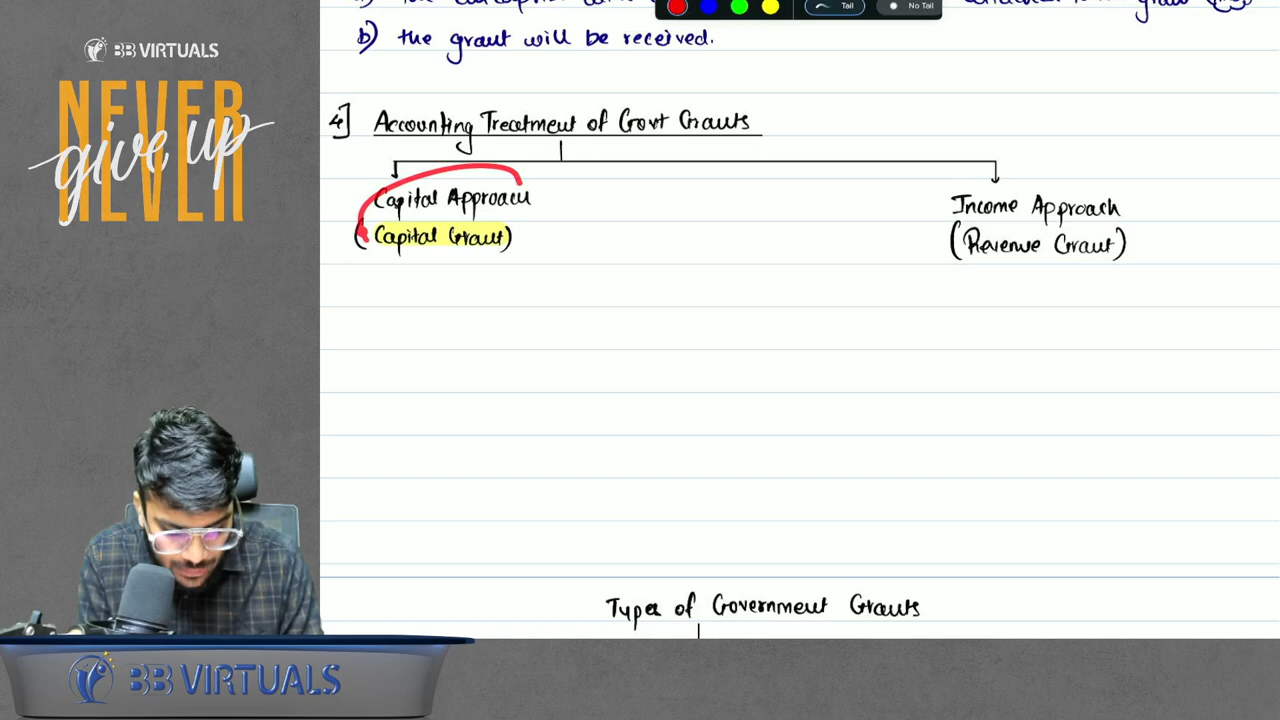 BB VIRTUALS
NEVER
give up
NEVER
Tail
No Tail
b) the grant will be received.
4] Accounting Treatment of Govt Grants
Capital Approach
(Capital Grant)
Income Approach
(Revenue Grant)
Types of Government Grants
BB VIRTUALS